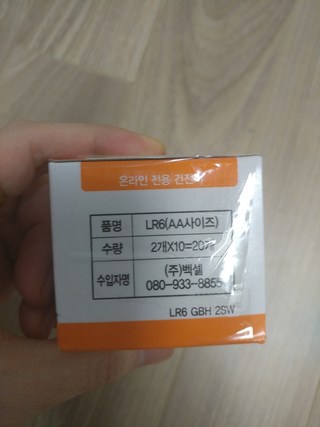 온라인 전용 건전지
품명 LR6(AA사이즈)
수량 2개X10=20개
수입자명 (주)벡셀
080-933-8855
LR6 GBH 2SW